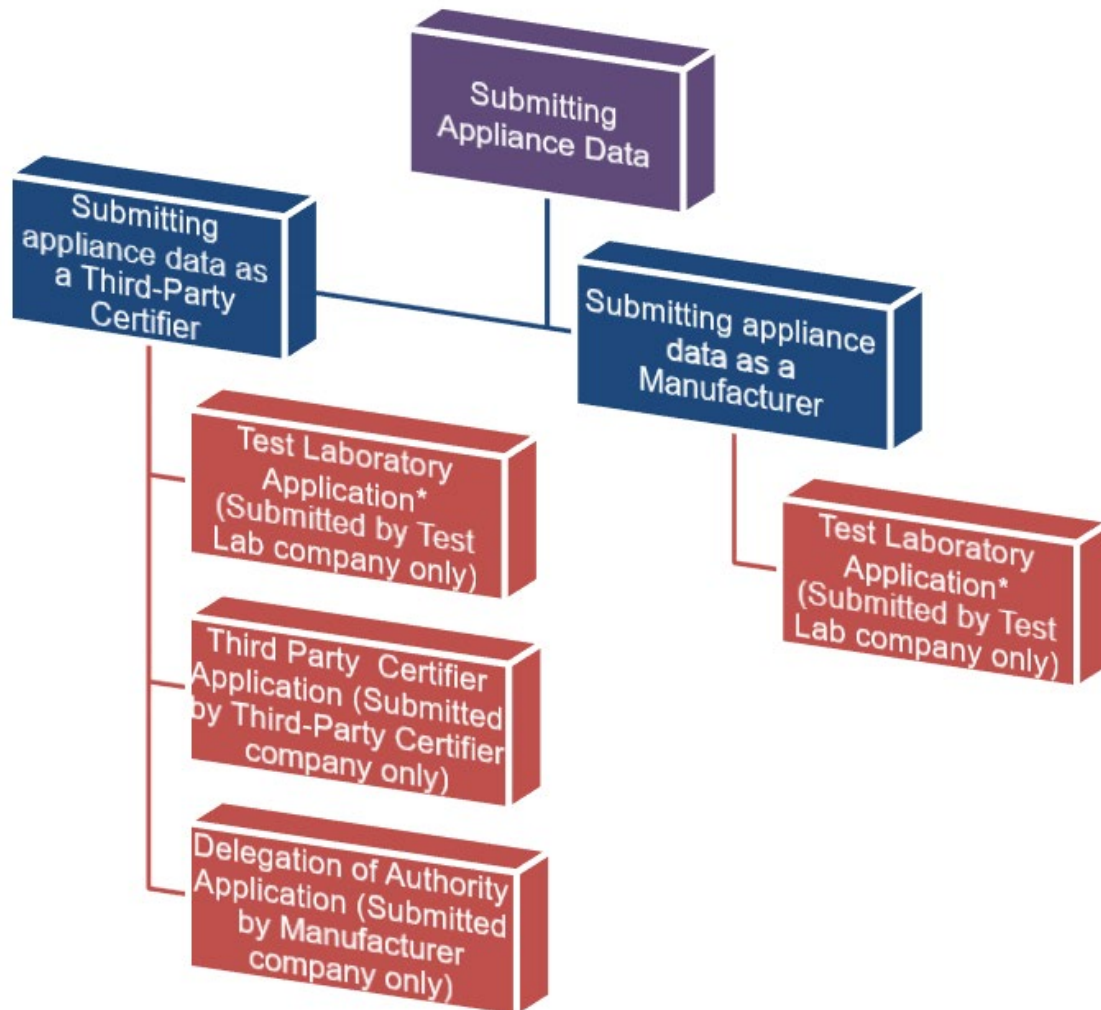 Submitting
Appliance Data
Submitting
appliance data as
a Third-Party
Certifier
Submitting appliance
data as a
Manufacturer
Test Laboratory
Application*
(Submitted by Test
Lab company only)
Test Laboratory
Application*
(Submitted by Test
Lab company only)
Third Party  Certifier
Application (Submitted
by Third-Party Certifier
company only)
Delegation of Authority
Application (Submitted
by Manufacturer
company only)